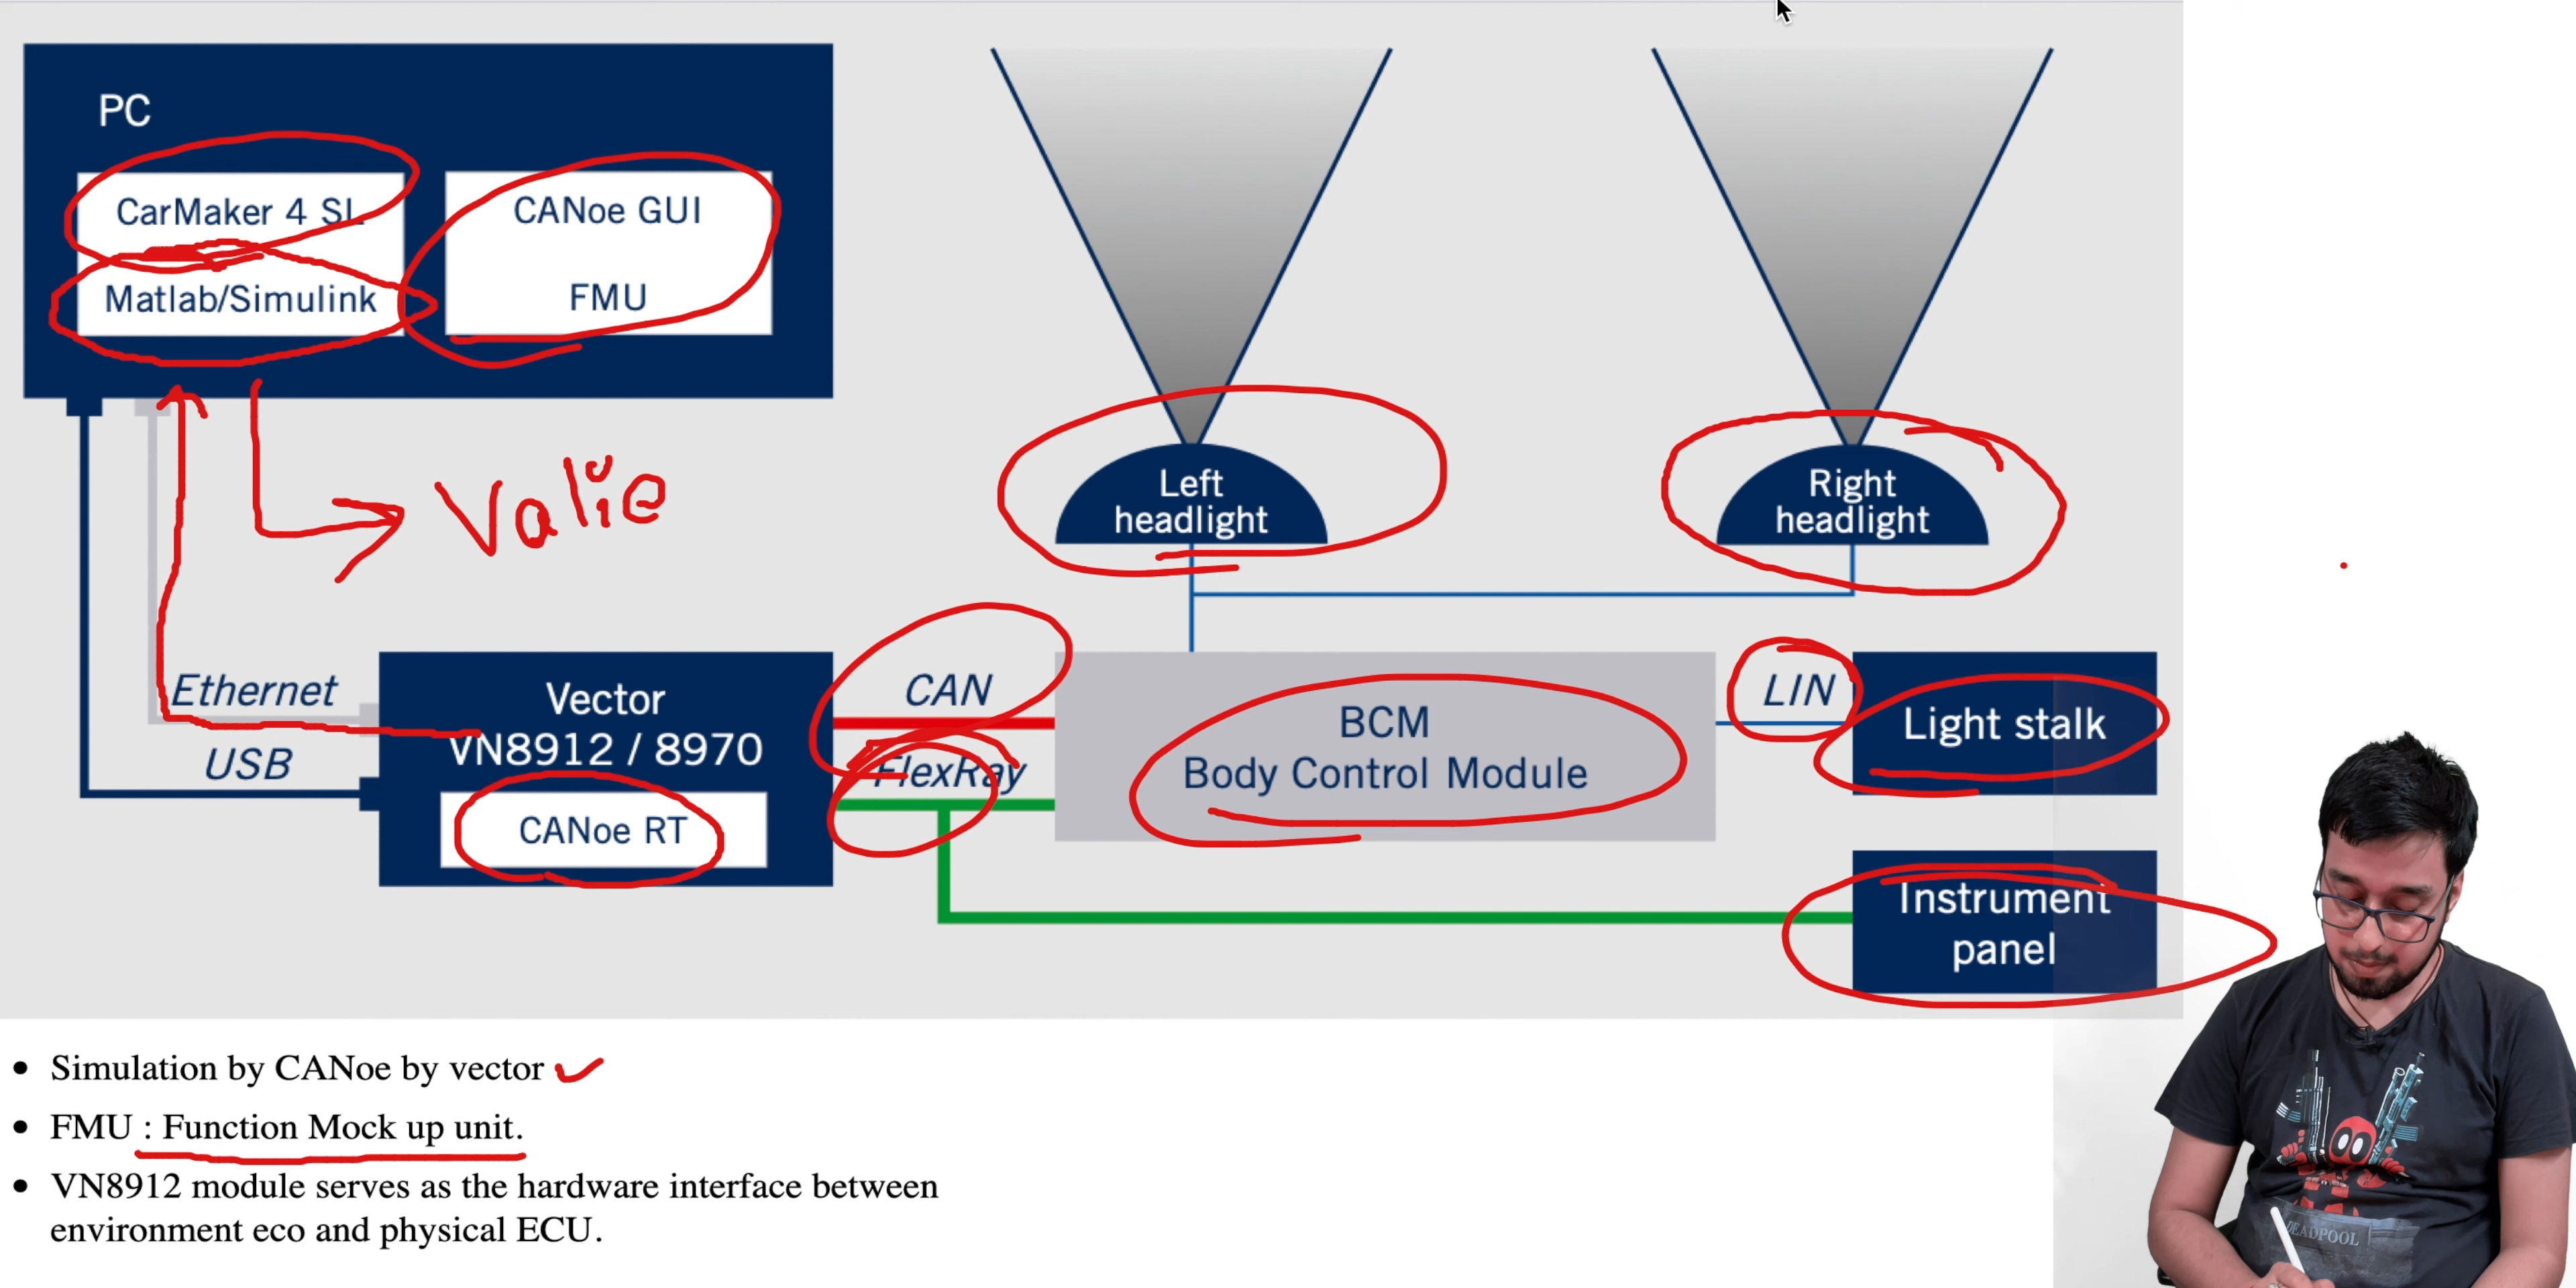 PC
CarMaker 4 SL
Matlab/Simulink
CANoe GUI
FMU
Left
headlight
Right
headlight
Valie
Ethernet
USB
Vector
VN8912 / 8970
CANoe RT
CAN
FlexRay
BCM
Body Control Module
LIN
Light stalk
Instrument
panel
• Simulation by CANoe by vector
• FMU : Function Mock up unit.
• VN8912 module serves as the hardware interface between
environment eco and physical ECU.
DEADPOOL